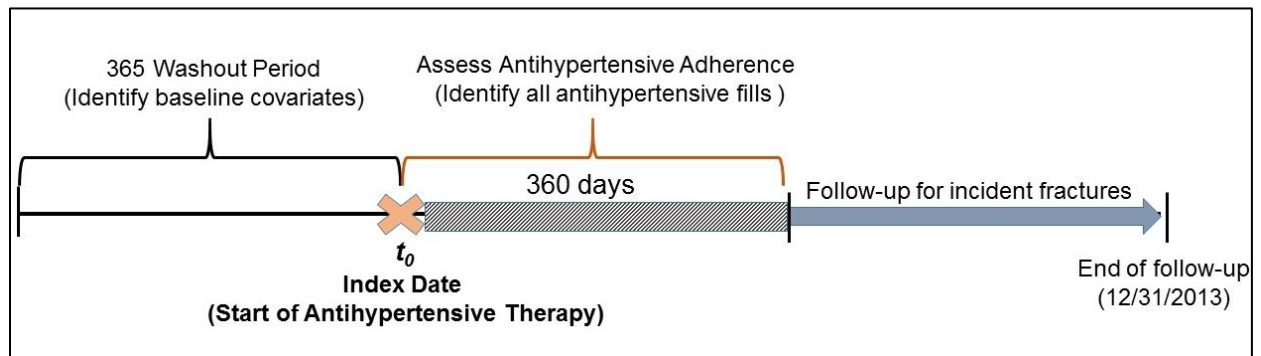 365 Washout Period
(Identify baseline covariates)
Assess Antihypertensive Adherence
(Identify all antihypertensive fills )
360 days
Follow-up for incident fractures
t0
Index Date
(Start of Antihypertensive Therapy)
End of follow-up
(12/31/2013)